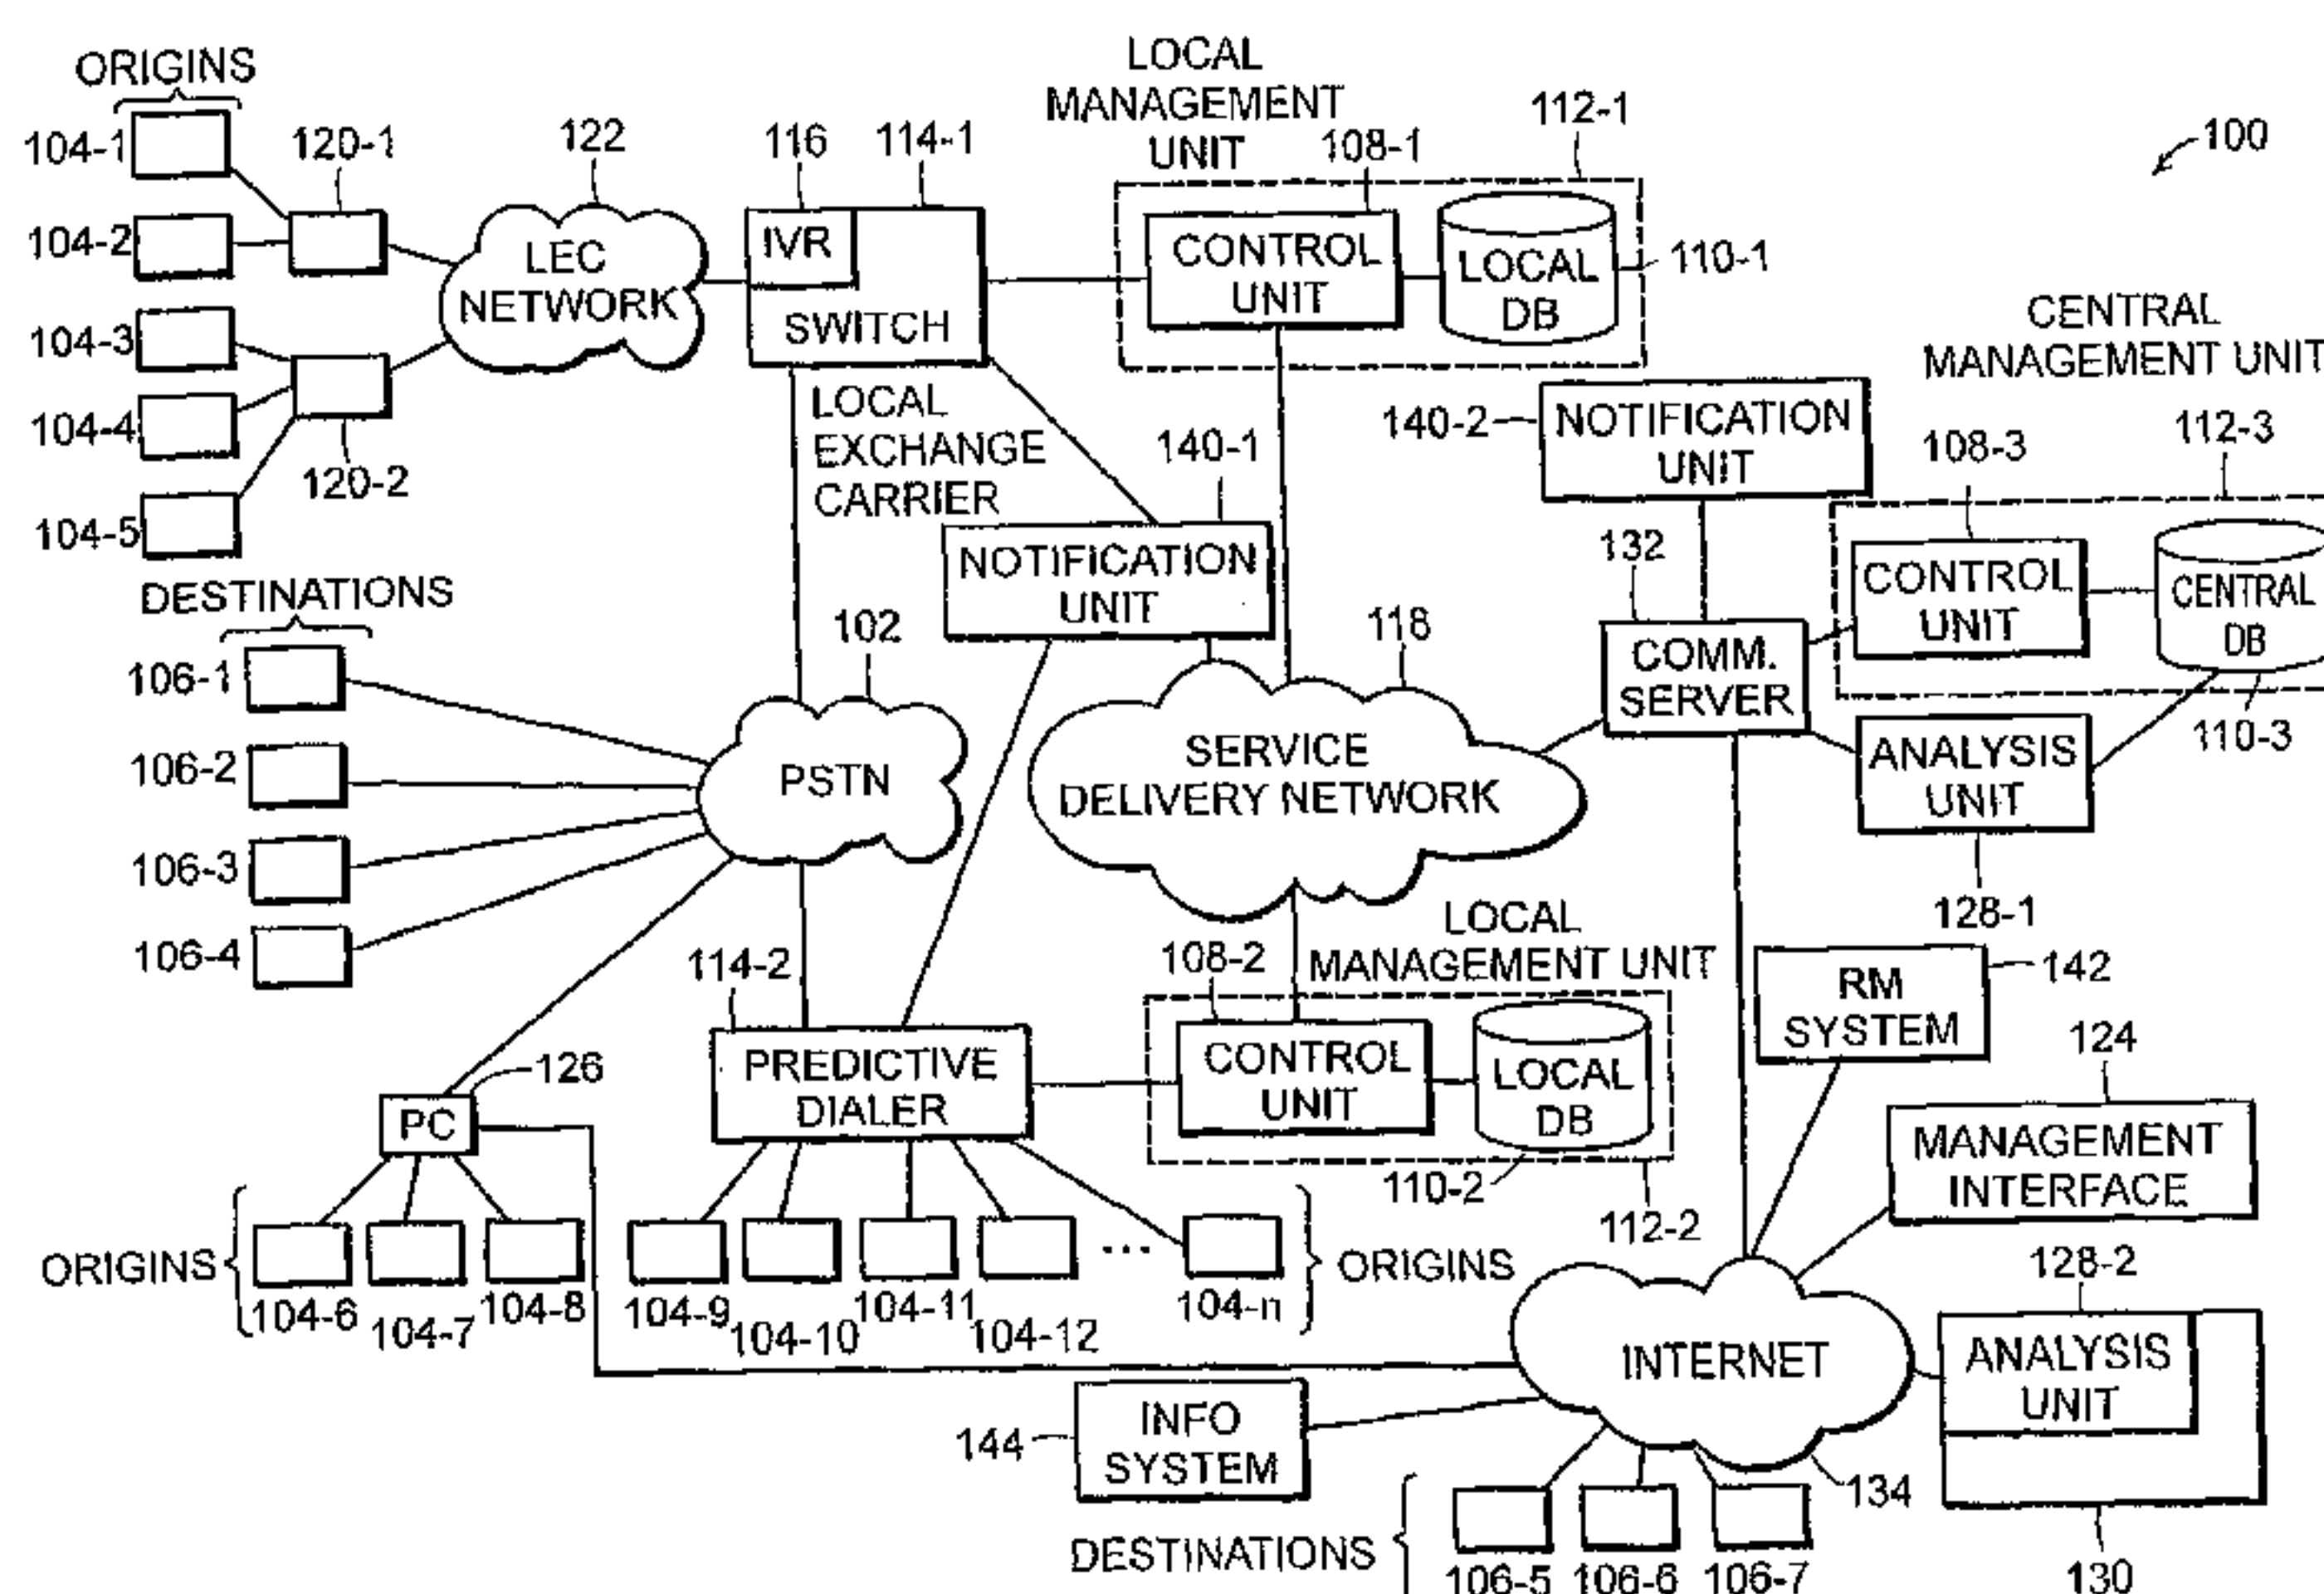 ORIGINS
104-1
104-2
104-3
104-4
104-5
120-1
120-2
122
LEC
NETWORK
116
114-1
IVR
SWITCH
LOCAL
EXCHANGE
CARRIER
LOCAL
MANAGEMENT
UNIT
108-1
112-1
CONTROL
UNIT
LOCAL
DB
110-1
100
CENTRAL
MANAGEMENT UNIT
140-2
NOTIFICATION
UNIT
108-3
112-3
CONTROL
UNIT
CENTRAL
DB
110-3
132
COMM.
SERVER
ANALYSIS
UNIT
128-1
140-1
NOTIFICATION
UNIT
DESTINATIONS
106-1
106-2
106-3
106-4
102
PSTN
118
SERVICE
DELIVERY NETWORK
LOCAL
MANAGEMENT UNIT
108-2
CONTROL
UNIT
LOCAL
DB
110-2
112-2
114-2
PREDICTIVE
DIALER
126
PC
ORIGINS
104-6
104-7
104-8
104-9
104-10
104-11
104-12
...
104-n
ORIGINS
RM
SYSTEM
142
124
MANAGEMENT
INTERFACE
128-2
ANALYSIS
UNIT
130
INTERNET
134
144
INFO
SYSTEM
DESTINATIONS
106-5
106-6
106-7